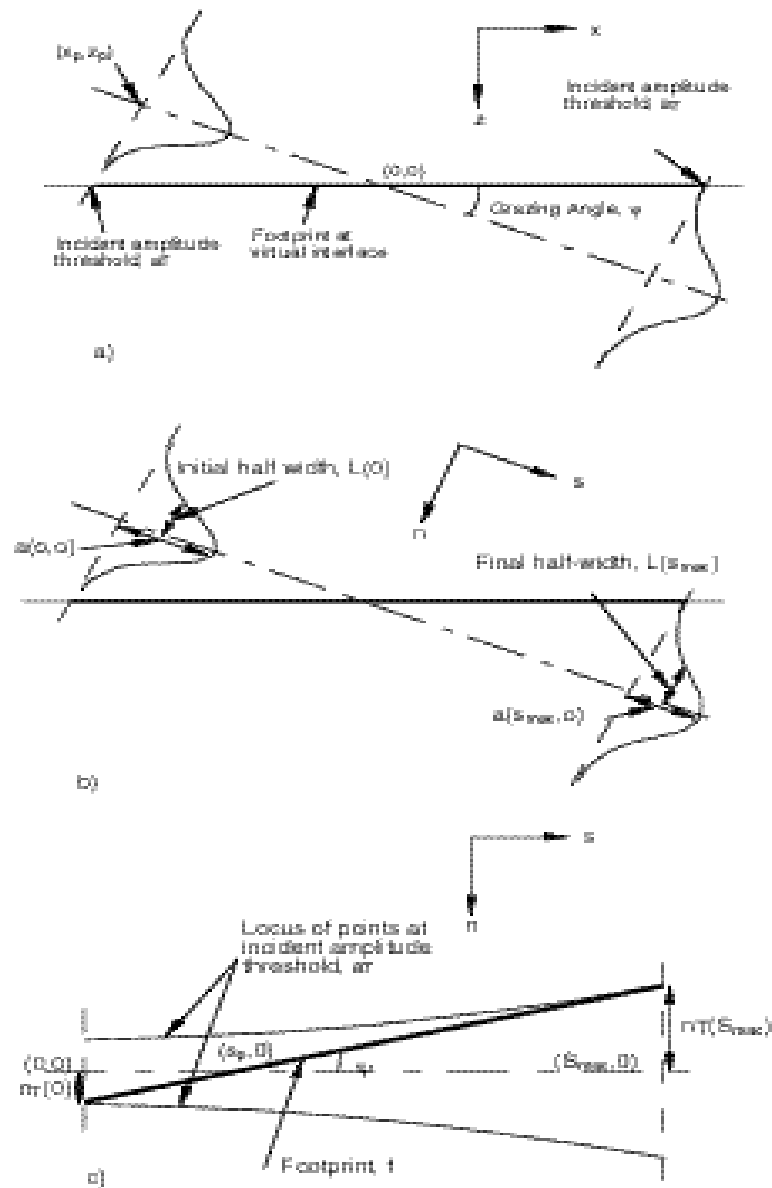 (xₚ, zₚ)
x
z
Incident amplitude
threshold, aT
(0,0)
Grazing Angle, ψ
Incident amplitude
threshold, aT
Footprint at
virtual interface
a)
Initial half width, L(0)
s
n
a(0,0)
Final half-width, L(sₘₐₓ)
a(sₘₐₓ,0)
b)
s
n
Locus of points at
incident amplitude
threshold, aT
nT(Sₘₐₓ)
(sₚ,0)
(0,0)
ψ
(Sₘₐₓ,0)
nT(0)
Footprint, f
c)